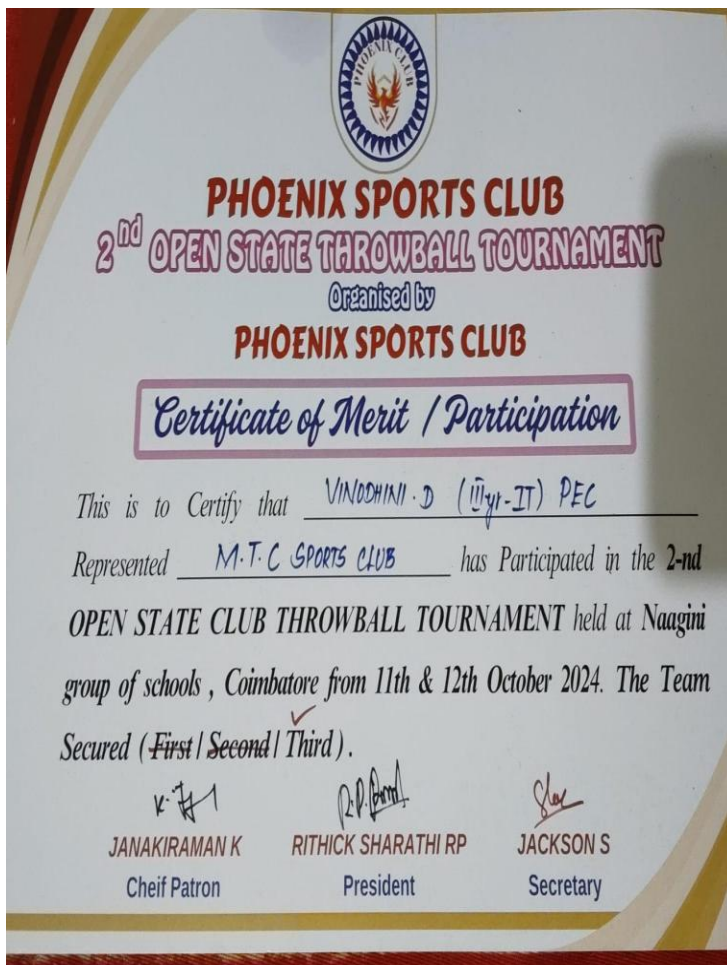 PHOENIX CLUB
PHOENIX SPORTS CLUB
2nd OPEN STATE THROWBALL TOURNAMENT
Organised by
PHOENIX SPORTS CLUB
Certificate of Merit / Participation
This is to Certify that VINODHINI. D (IIIyr-IT) PEC
Represented M.T.C SPORTS CLUB has Participated in the 2-nd
OPEN STATE CLUB THROWBALL TOURNAMENT held at Naagini
group of schools , Coimbatore from 11th & 12th October 2024. The Team
Secured ( First / Second / Third ) .
JANAKIRAMAN K RITHICK SHARATHI RP JACKSON S
Cheif Patron President Secretary